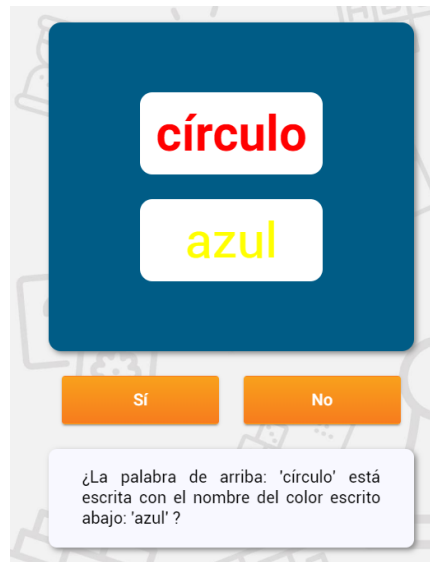 círculo
azul
Sí
No
¿La palabra de arriba: 'círculo' está
escrita con el nombre del color escrito
abajo: 'azul' ?